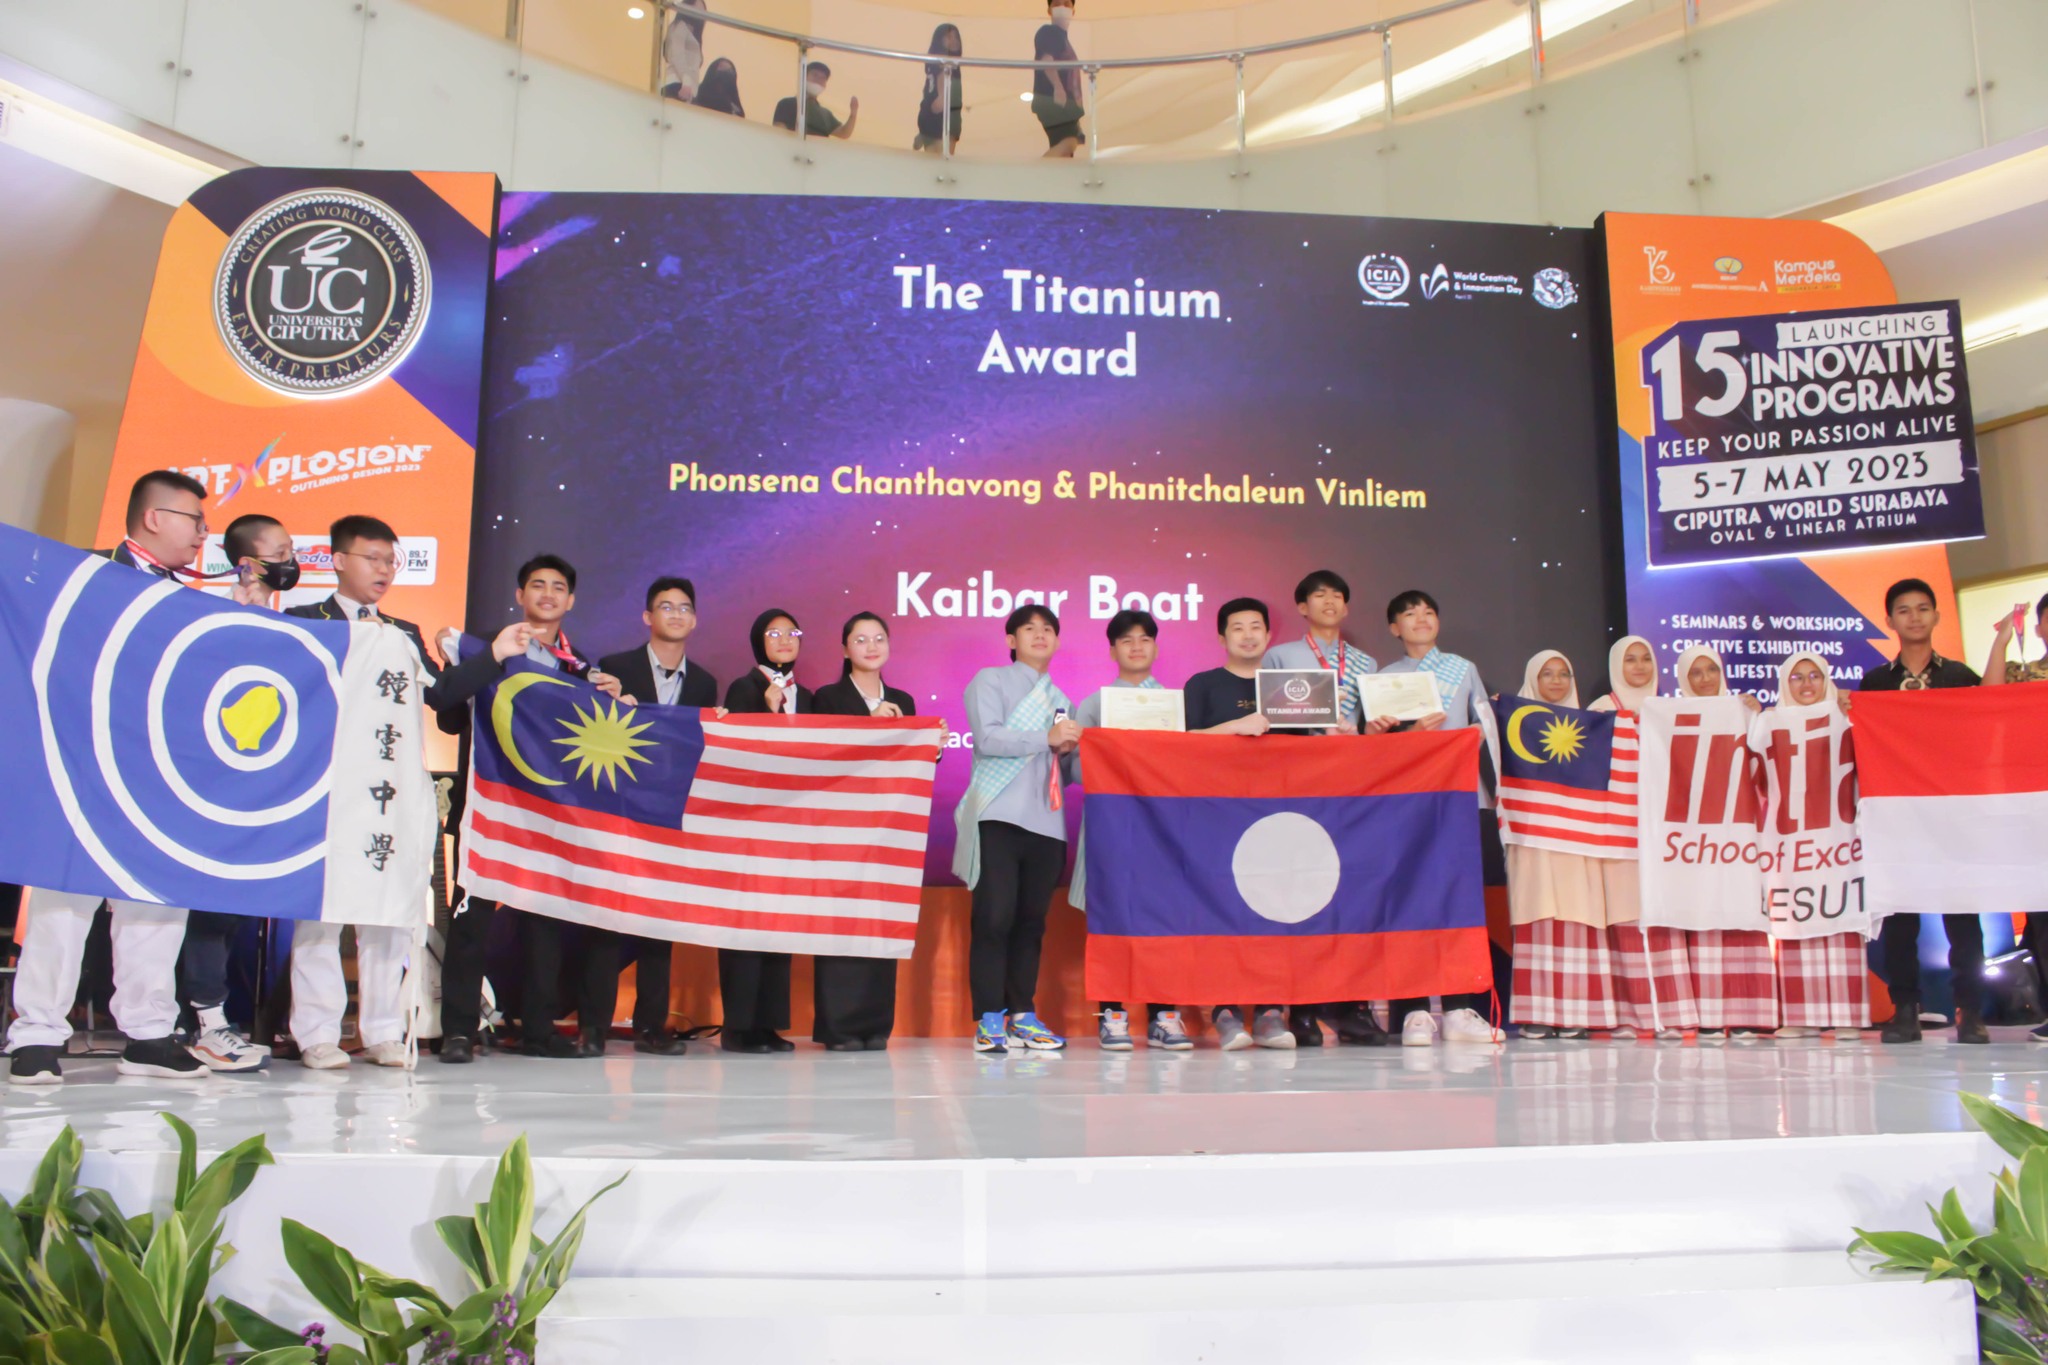 CREATING WORLD CLASS
UC
UNIVERSITAS
CIPUTRA
ENTREPRENEURS
PLOSION
OUTLINING DESIGN 2023
89.7
FM
The Titanium
Award
Phonsena Chanthavong & Phanitchaleun Vinliem
Kaibar Boat
ICIA
World Creativity
& Innovation Day
Kampus
Merdeka
LAUNCHING
15 INNOVATIVE
PROGRAMS
KEEP YOUR PASSION ALIVE
5-7 MAY 2023
CIPUTRA WORLD SURABAYA
OVAL & LINEAR ATRIUM
• SEMINARS & WORKSHOPS
• CREATIVE EXHIBITIONS
ICIA
TITANIUM AWARD
鍾
靈
中
學
School of Exce
ESUT